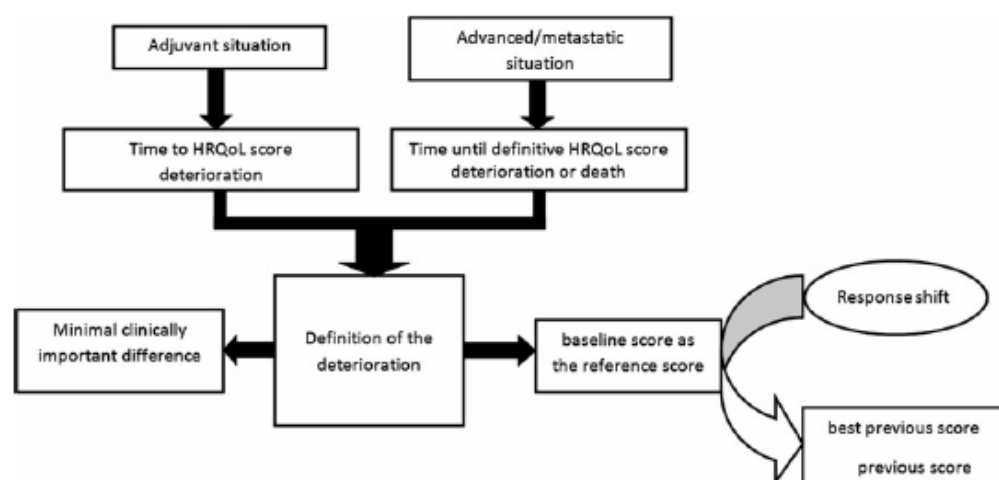 Adjuvant situation
Advanced/metastatic
situation
Time to HRQoL score
deterioration
Time until definitive HRQoL score
deterioration or death
Minimal clinically
important difference
Definition of the
deterioration
baseline score as
the reference score
Response shift
best previous score
previous score